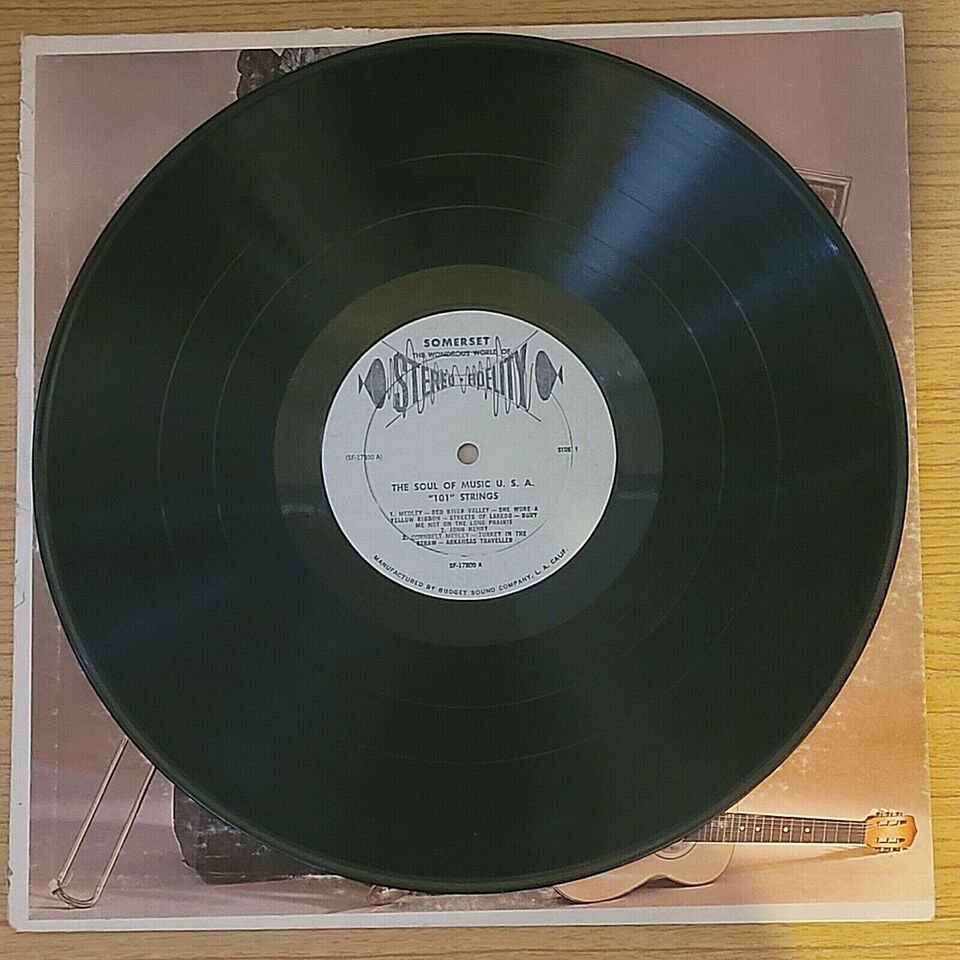 SOMERSET
THE WONDROUS WORLD OF
STEREO-FIDELITY
(SF-17800 A)
SIDE 1
THE SOUL OF MUSIC U. S. A.
"101" STRINGS
1. MEDLEY — RED RIVER VALLEY — SHE WORE A
YELLOW RIBBON — STREETS OF LAREDO — BURY
ME NOT ON THE LONE PRAIRIE
2. JOHN HENRY
3. CORNBELT MEDLEY — TURKEY IN THE
STRAW — ARKANSAS TRAVELLER
SF-17800 A
MANUFACTURED BY BUDGET SOUND COMPANY, L. A. CALIF.